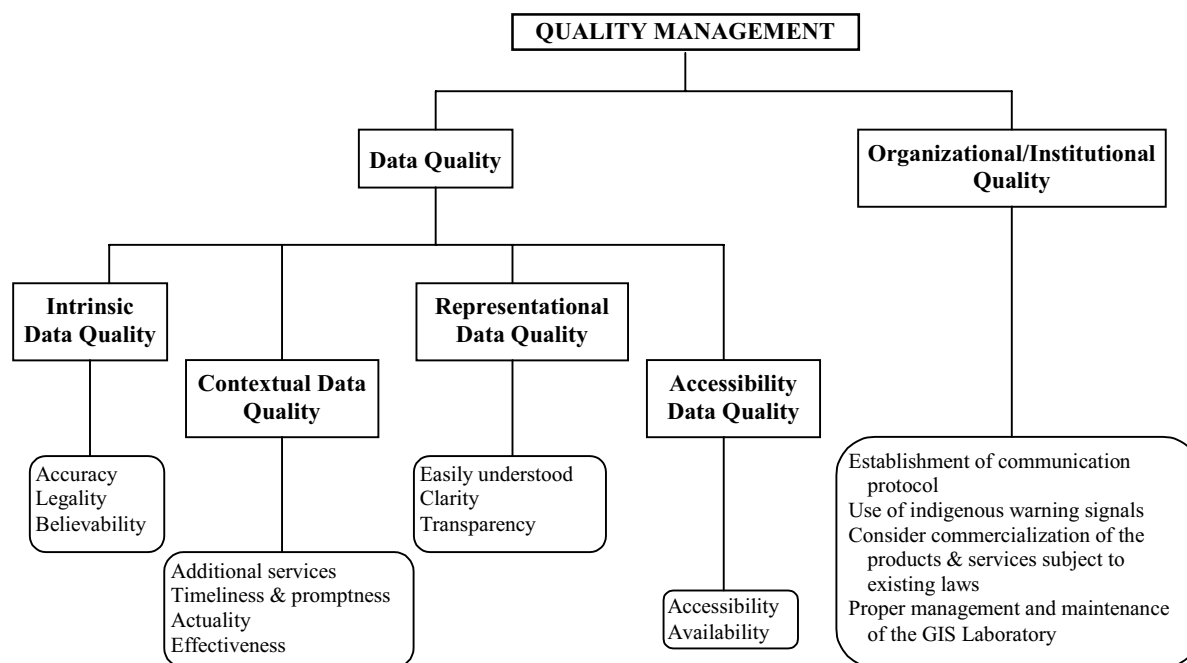 QUALITY MANAGEMENT
Data Quality
Organizational/Institutional
Quality
Intrinsic
Data Quality
Contextual Data
Quality
Representational
Data Quality
Accessibility
Data Quality
Accuracy
Legality
Believability
Additional services
Timeliness & promptness
Actuality
Effectiveness
Easily understood
Clarity
Transparency
Accessibility
Availability
Establishment of communication
protocol
Use of indigenous warning signals
Consider commercialization of the
products & services subject to
existing laws
Proper management and maintenance
of the GIS Laboratory